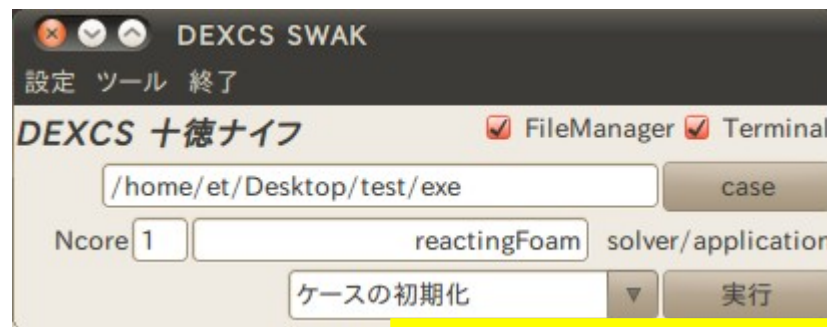 DEXCS SWAK
設定 ツール 終了
DEXCS 十徳ナイフ FileManager Terminal
/home/et/Desktop/test/exe case
Ncore 1 reactingFoam solver/application
ケースの初期化 実行